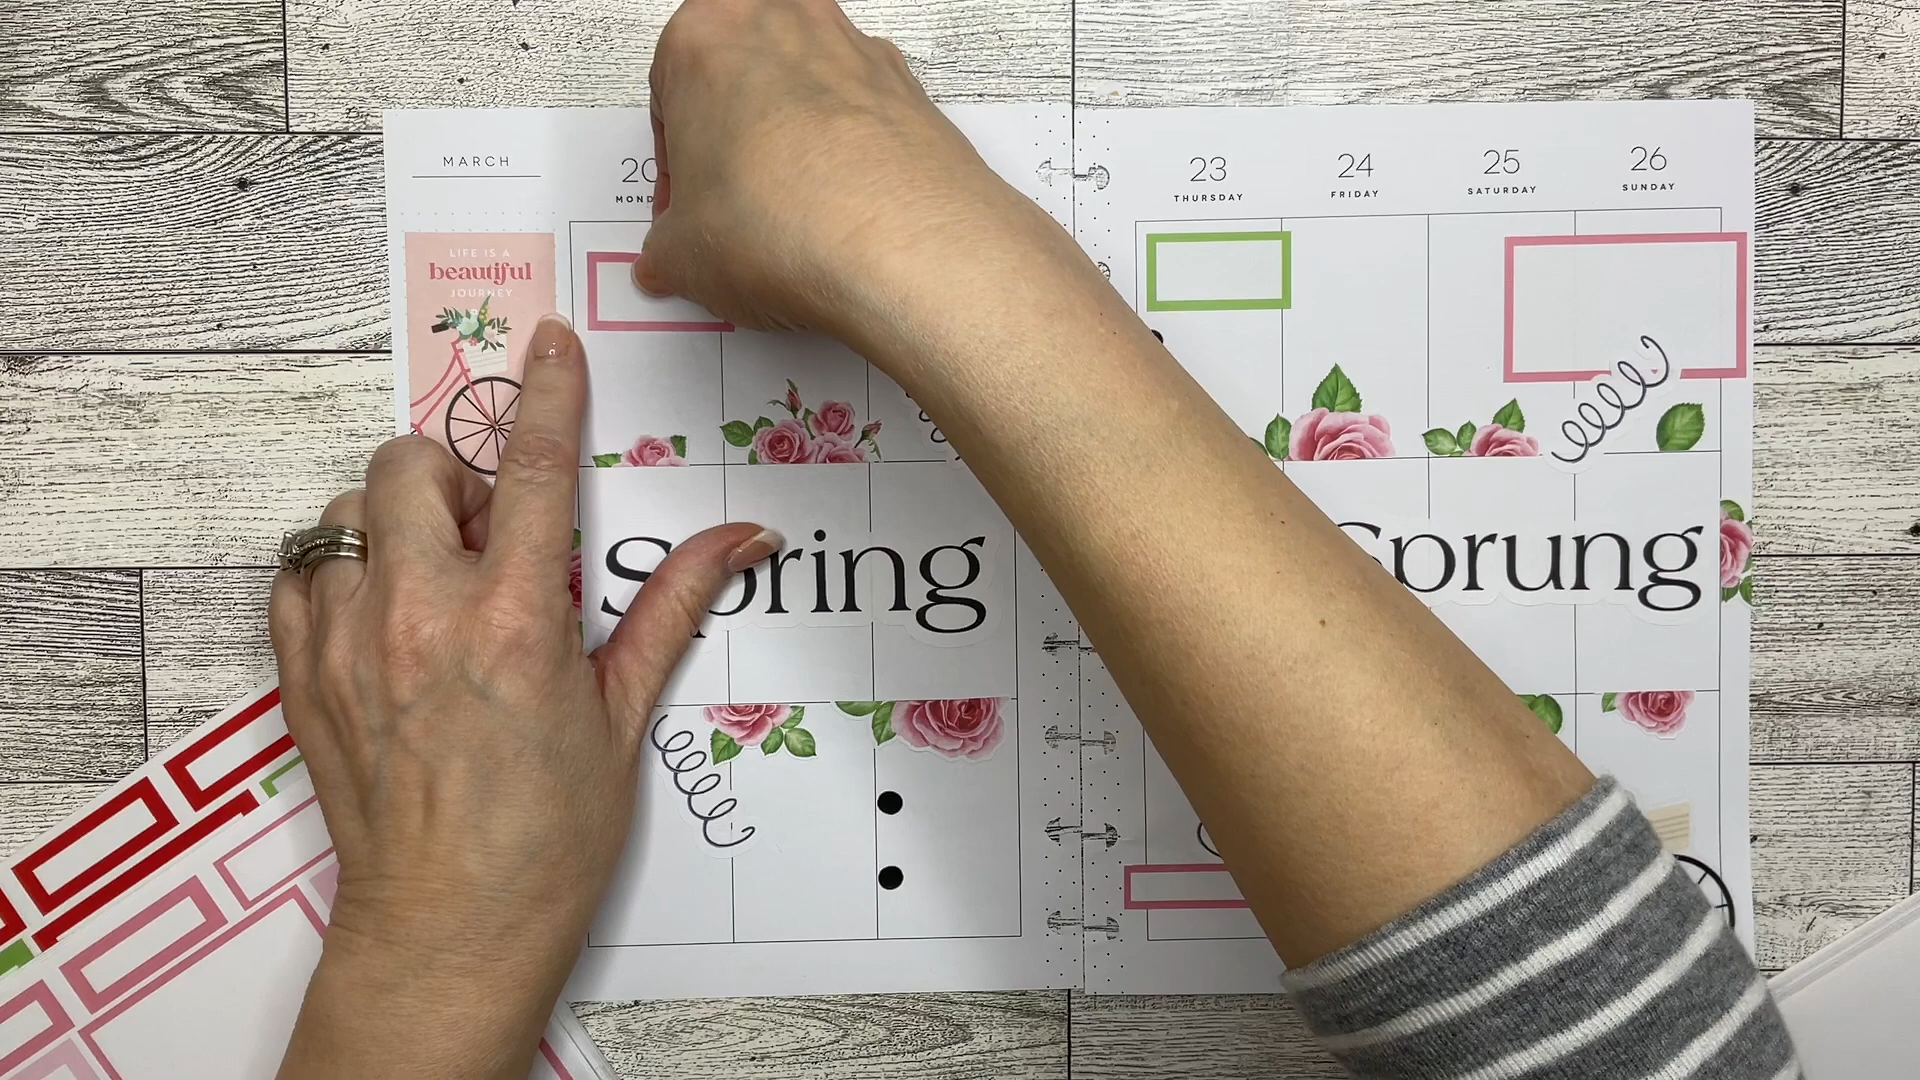 MARCH
20
23 24 25 26
THURSDAY FRIDAY SATURDAY SUNDAY
LIFE IS A
beautiful
JOURNEY
Spring Sprung